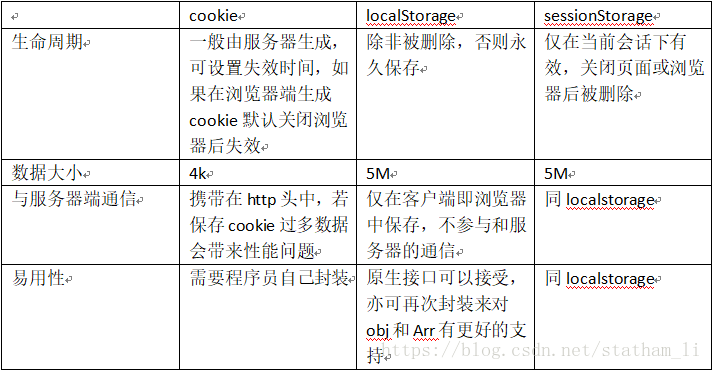 cookie localStorage sessionStorage
生命周期
一般由服务器生成，
可设置失效时间，如
果在浏览器端生成
cookie 默认关闭浏览
器后失效
除非被删除，否则永
久保存
仅在当前会话下有
效，关闭页面或浏览
器后被删除
数据大小 4k 5M 5M
与服务器端通信
携带在 http 头中，若
保存 cookie 过多数据
会带来性能问题
仅在客户端即浏览器
中保存，不参与和服
务器的通信
同 localstorage
易用性
需要程序员自己封装
原生接口可以接受，
亦可再次封装来对
obj 和 Arr 有更好的支
持
同 localstorage
https://blog.csdn.net/statham_li